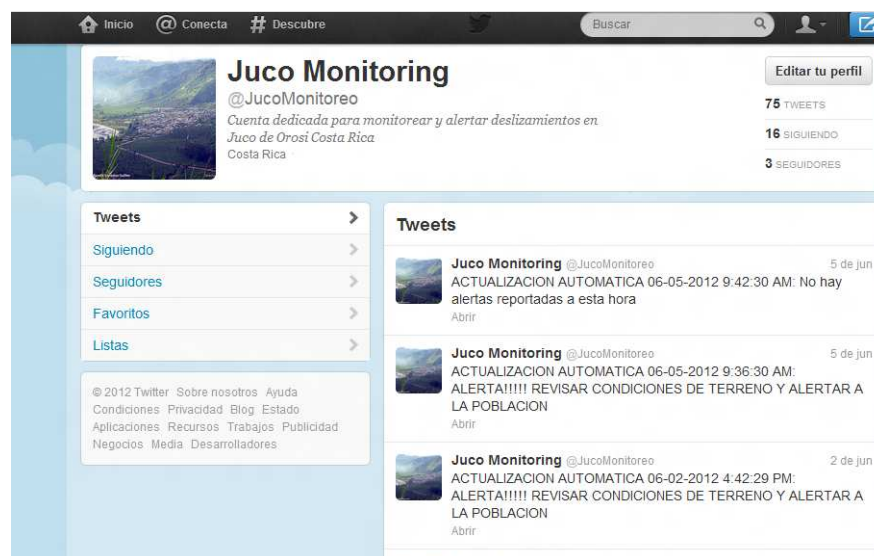 Inicio @ Conecta # Descubre Buscar
Juco Monitoring
@JucoMonitoreo
Cuenta dedicada para monitorear y alertar deslizamientos en
Juco de Orosi Costa Rica
Costa Rica
Editar tu perfil
75 TWEETS
16 SIGUIENDO
3 SEGUIDORES
Tweets
Siguiendo
Seguidores
Favoritos
Listas
© 2012 Twitter Sobre nosotros Ayuda
Condiciones Privacidad Blog Estado
Aplicaciones Recursos Trabajos Publicidad
Negocios Media Desarrolladores
Tweets
Juco Monitoring @JucoMonitoreo 5 de jun
ACTUALIZACION AUTOMATICA 06-05-2012 9:42:30 AM: No hay
alertas reportadas a esta hora
Abrir
Juco Monitoring @JucoMonitoreo 5 de jun
ACTUALIZACION AUTOMATICA 06-05-2012 9:36:30 AM:
ALERTA!!!!! REVISAR CONDICIONES DE TERRENO Y ALERTAR A
LA POBLACION
Abrir
Juco Monitoring @JucoMonitoreo 2 de jun
ACTUALIZACION AUTOMATICA 06-02-2012 4:42:29 PM:
ALERTA!!!!! REVISAR CONDICIONES DE TERRENO Y ALERTAR A
LA POBLACION
Abrir